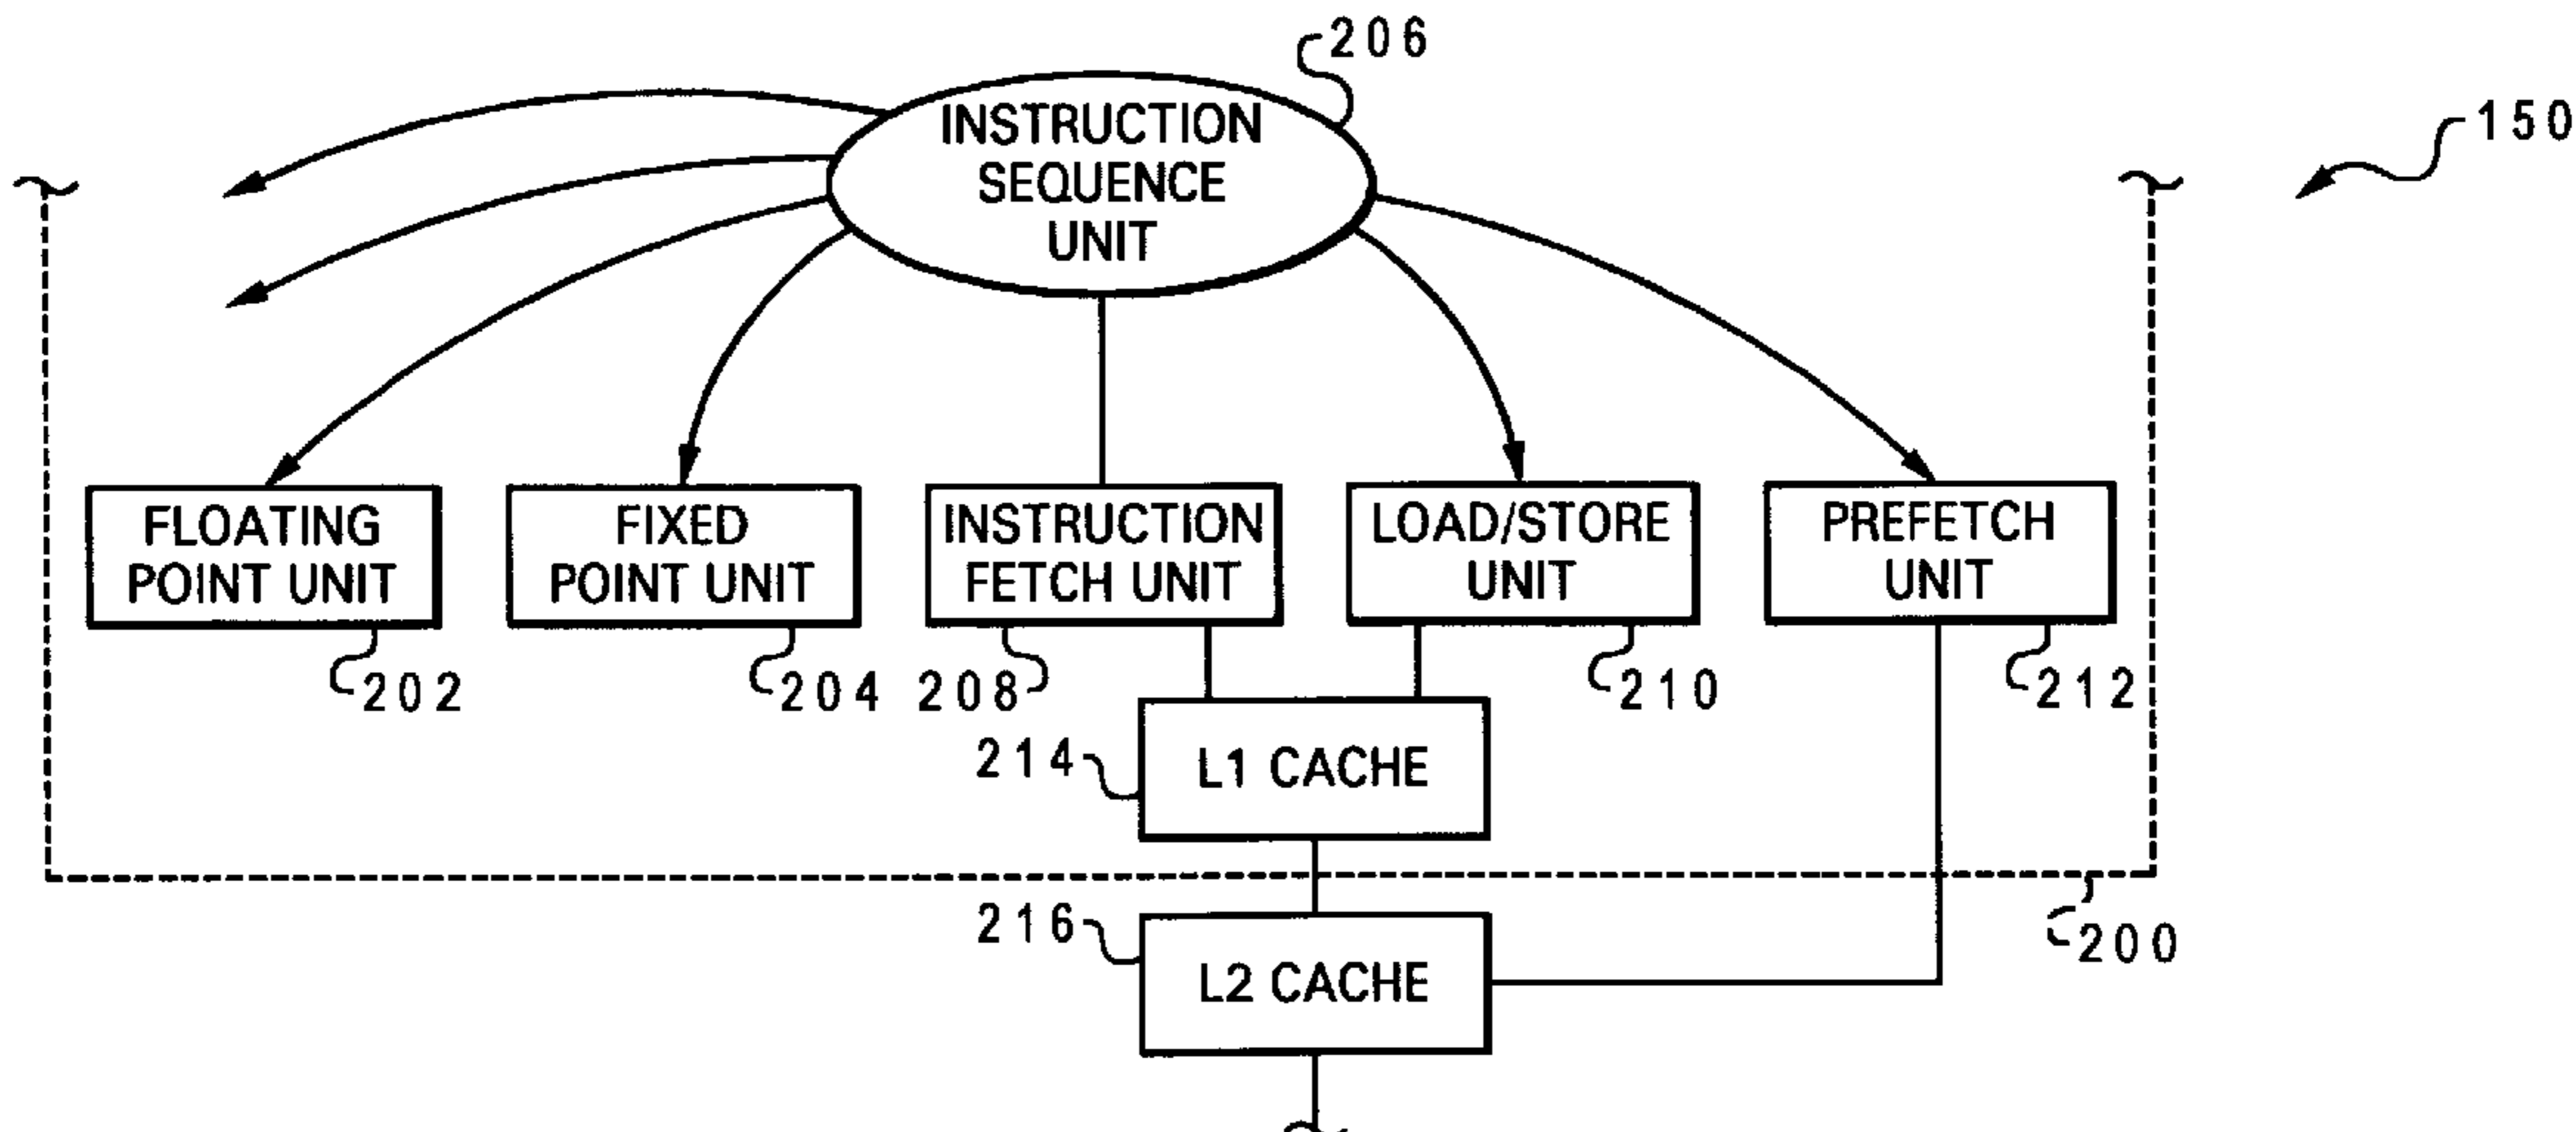 206
150
INSTRUCTION
SEQUENCE
UNIT
FLOATING
POINT UNIT
FIXED
POINT UNIT
INSTRUCTION
FETCH UNIT
LOAD/STORE
UNIT
PREFETCH
UNIT
202
204
208
210
212
214
L1 CACHE
216
200
L2 CACHE